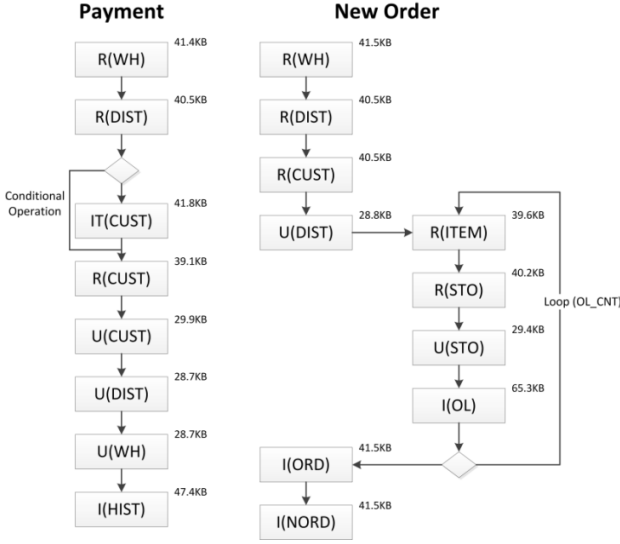 Payment
41.4KB
R(WH)
40.5KB
R(DIST)
Conditional
Operation
41.8KB
IT(CUST)
39.1KB
R(CUST)
29.9KB
U(CUST)
28.7KB
U(DIST)
28.7KB
U(WH)
47.4KB
I(HIST)
New Order
41.5KB
R(WH)
40.5KB
R(DIST)
40.5KB
R(CUST)
28.8KB
U(DIST)
39.6KB
R(ITEM)
40.2KB
R(STO)
Loop (OL_CNT)
29.4KB
U(STO)
65.3KB
I(OL)
41.5KB
I(ORD)
41.5KB
I(NORD)